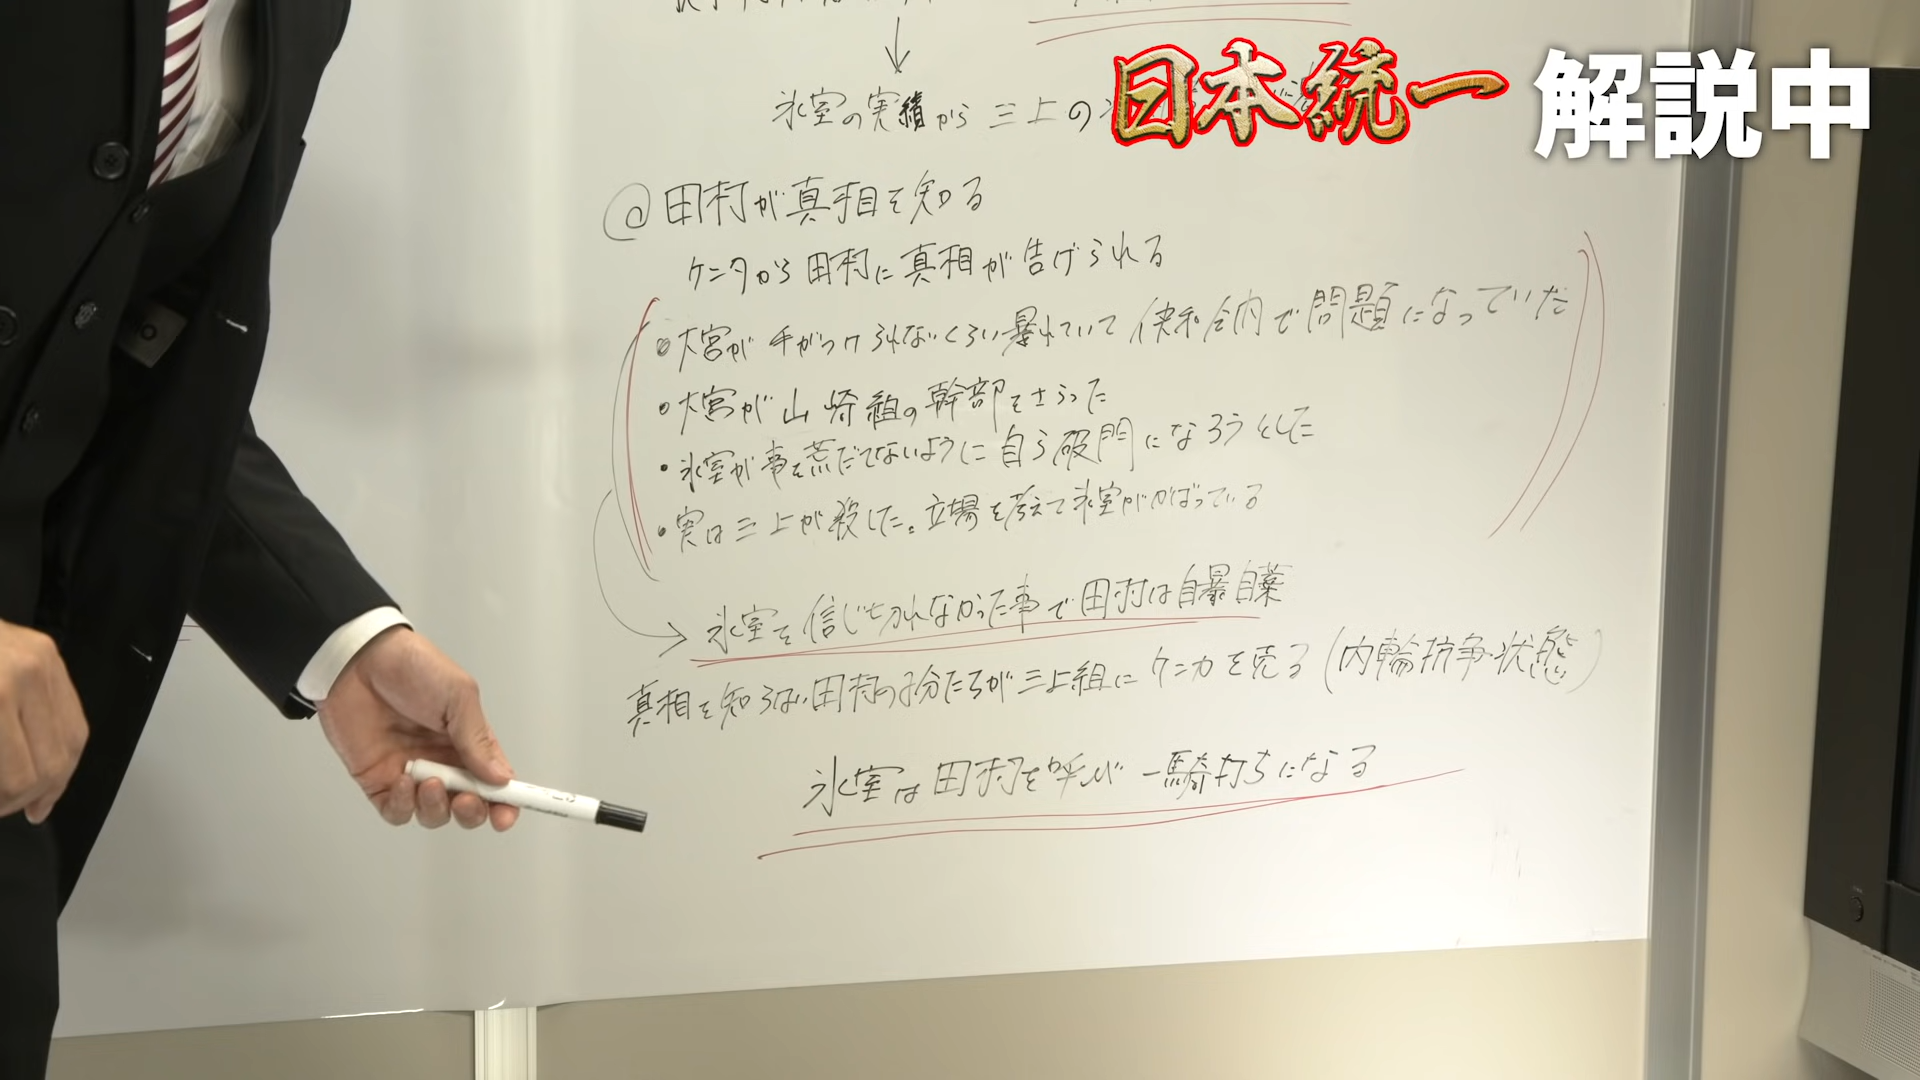 日本統一 解説中
氷室の実績から三上の
@田村が真相を知る
ケンタから田村に真相が告げられる
・大宮が手がつけられないくらい暴れていて侠和会内で問題になっていた
・大宮が山崎組の幹部をさらった
・氷室が事を荒だてないように自ら破門になろうとした
・実は三上が殺した。立場を考えて氷室がかばっている
氷室を信じ切れなかった事で田村は自暴自棄
真相を知らない田村の子分たちが三上組にケンカを売る(内輪抗争状態)
氷室は田村を呼び一騎打ちになる